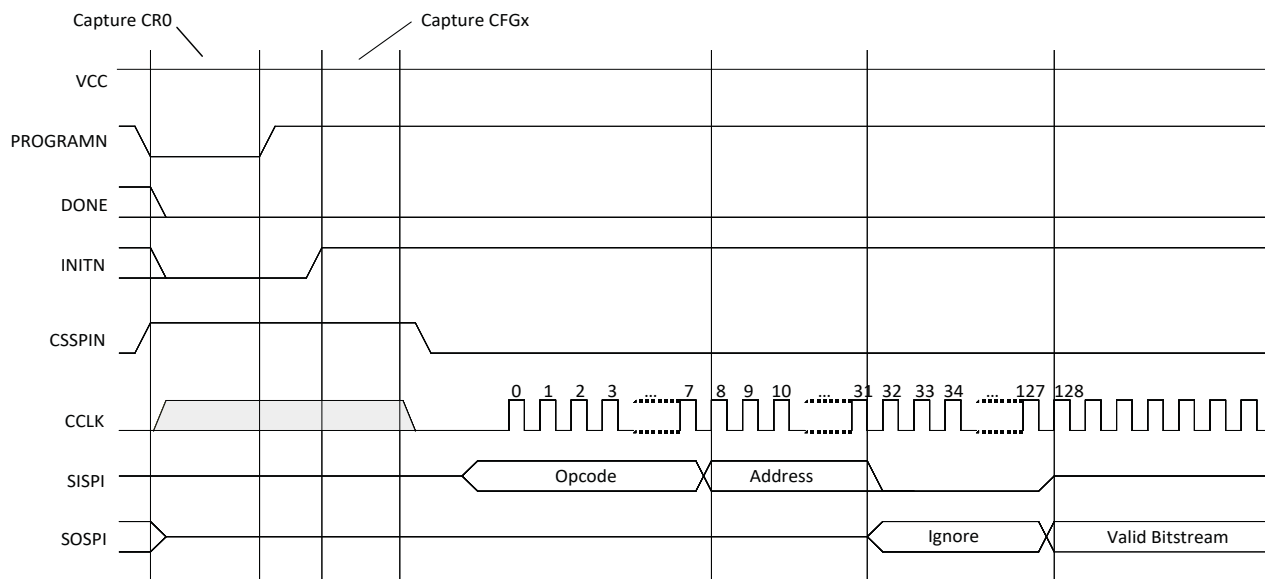 Capture CR0 Capture CFGx
VCC
PROGRAMN
DONE
INITN
CSSPIN
0 1 2 3 ... 7 8 9 10 ... 31 32 33 34 ... 127 128
CCLK
SISPI Opcode Address
SOSPI Ignore Valid Bitstream